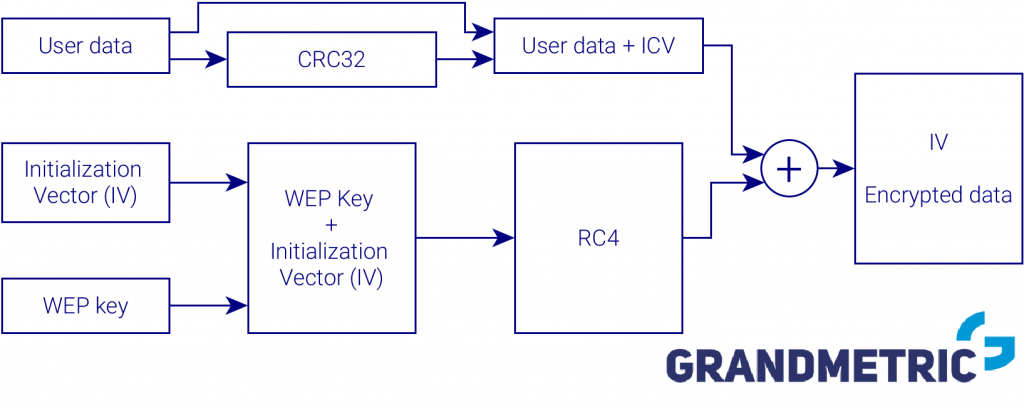 User data
CRC32
User data + ICV
Initialization
Vector (IV)
WEP key
WEP Key
+
Initialization
Vector (IV)
RC4
+
IV
Encrypted data
GRANDMETRIC